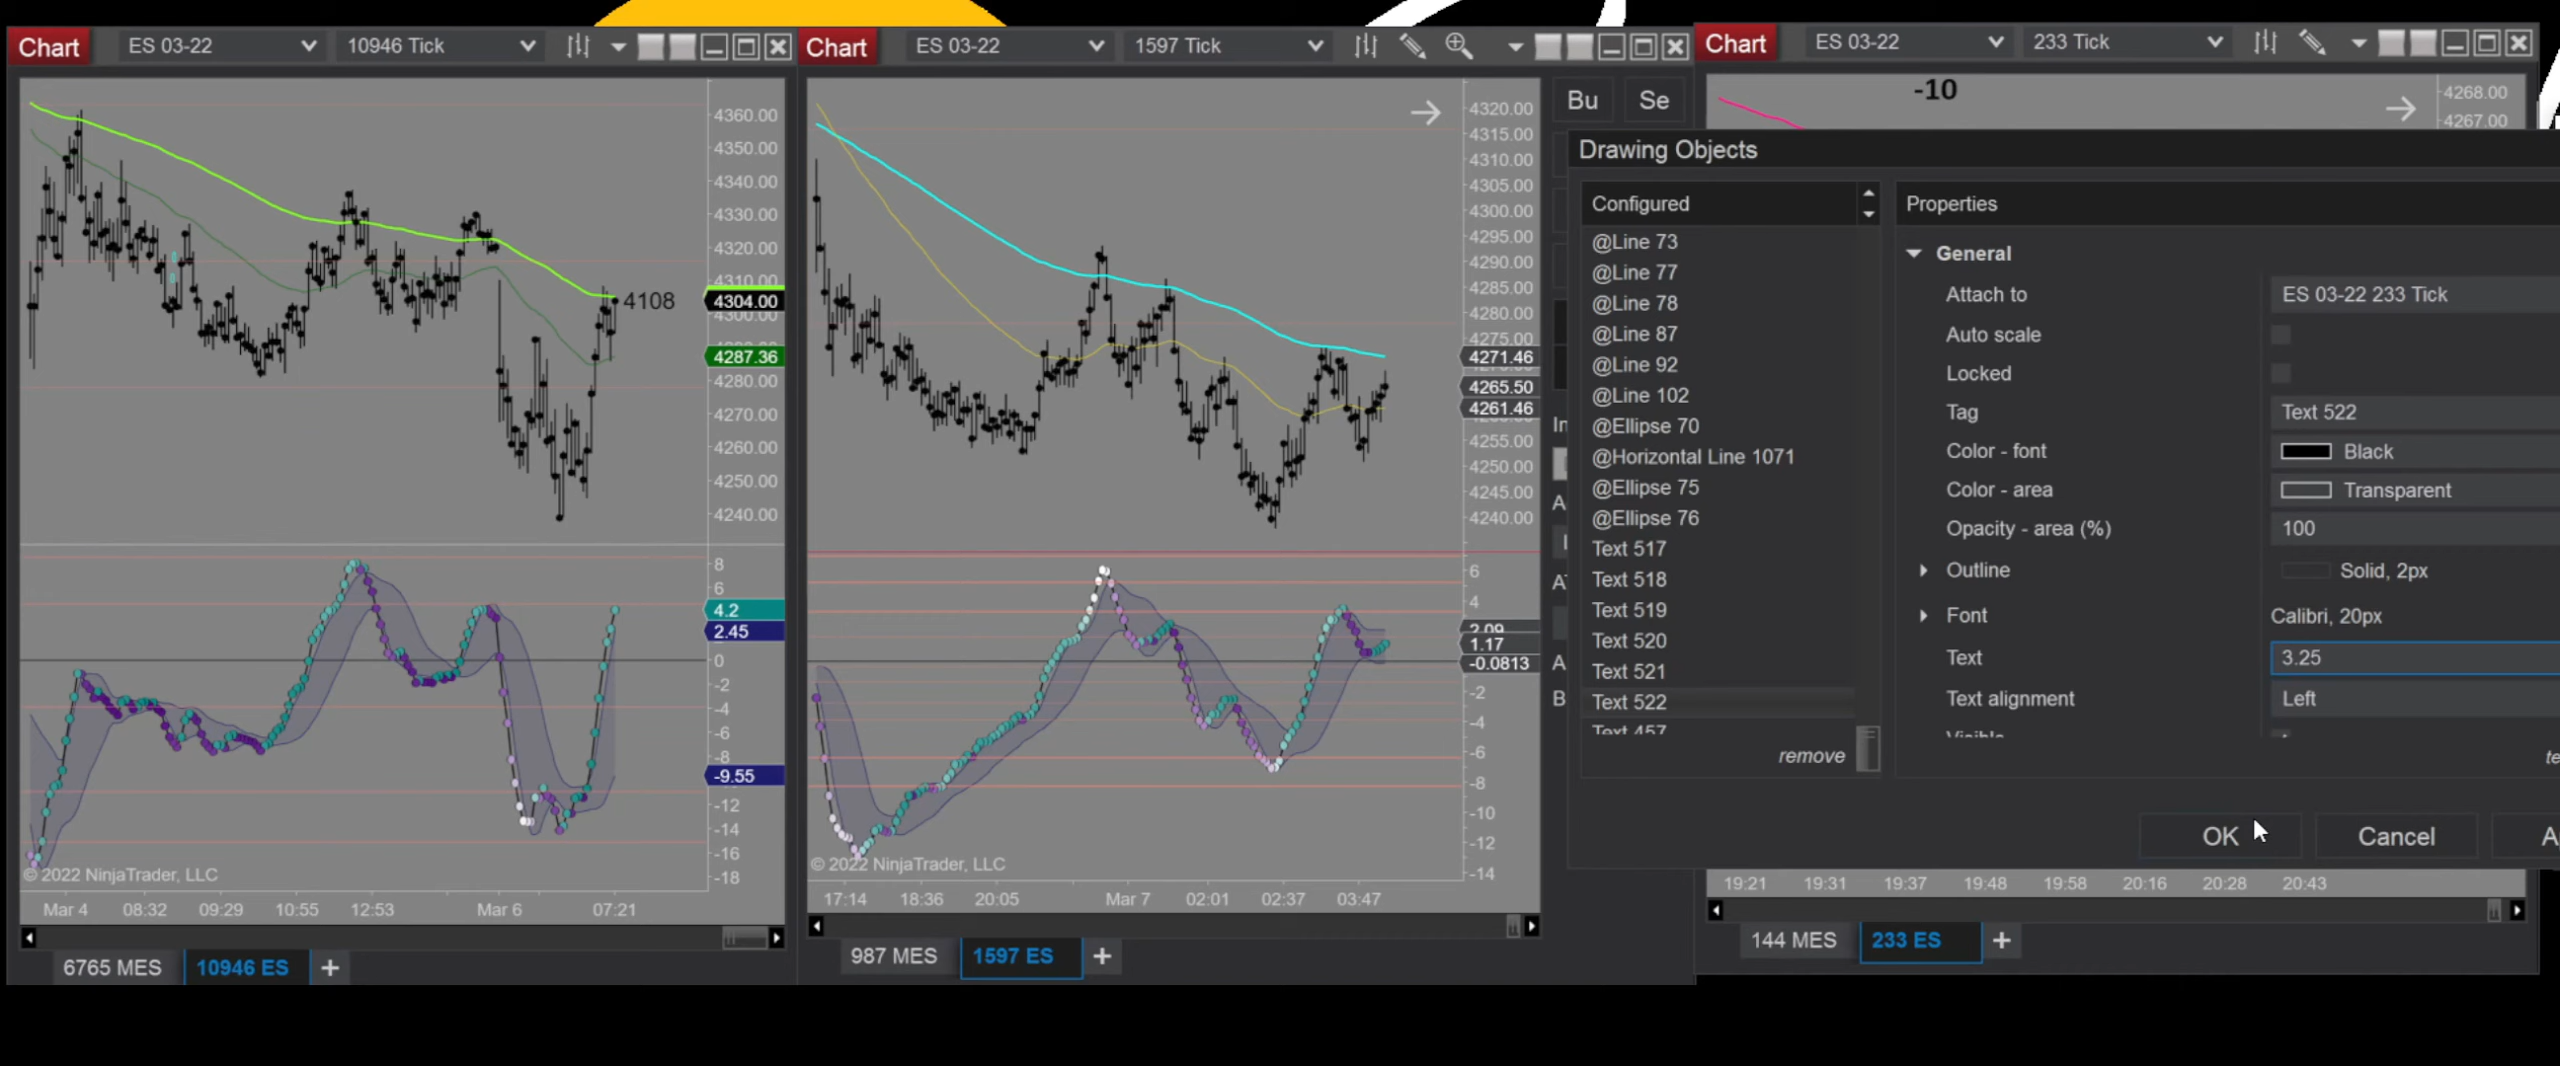 Chart ES 03-22 10946 Tick
4360.00
4350.00
4340.00
4330.00
4320.00
4310.00
4108
4304.00
4300.00
4287.36
4280.00
4270.00
4260.00
4250.00
4240.00
8
6
4.2
2.45
0
-2
-4
-6
-8
-9.55
-12
-14
-16
-18
© 2022 NinjaTrader, LLC
Mar 4 08:32 09:29 10:55 12:53 Mar 6 07:21
6765 MES 10946 ES +
Chart ES 03-22 1597 Tick
4320.00
4315.00
4310.00
4305.00
4300.00
4295.00
4290.00
4285.00
4280.00
4275.00
4271.46
4265.50
4261.46
4255.00
4250.00
4245.00
4240.00
6
4
2.09
1.17
-0.0813
-2
-4
-6
-8
-10
-12
-14
© 2022 NinjaTrader, LLC
17:14 18:36 20:05 Mar 7 02:01 02:37 03:47
987 MES 1597 ES +
Bu Se
Chart ES 03-22 233 Tick
-10
4268.00
4267.00
Drawing Objects
Configured
@Line 73
@Line 77
@Line 78
@Line 87
@Line 92
@Line 102
@Ellipse 70
@Horizontal Line 1071
@Ellipse 75
@Ellipse 76
Text 517
Text 518
Text 519
Text 520
Text 521
Text 522
Text 457
remove
Properties
General
Attach to ES 03-22 233 Tick
Auto scale
Locked
Tag Text 522
Color - font Black
Color - area Transparent
Opacity - area (%) 100
Outline Solid, 2px
Font Calibri, 20px
Text 3.25
Text alignment Left
Visible
OK Cancel
19:21 19:31 19:37 19:48 19:58 20:16 20:28 20:43
144 MES 233 ES +